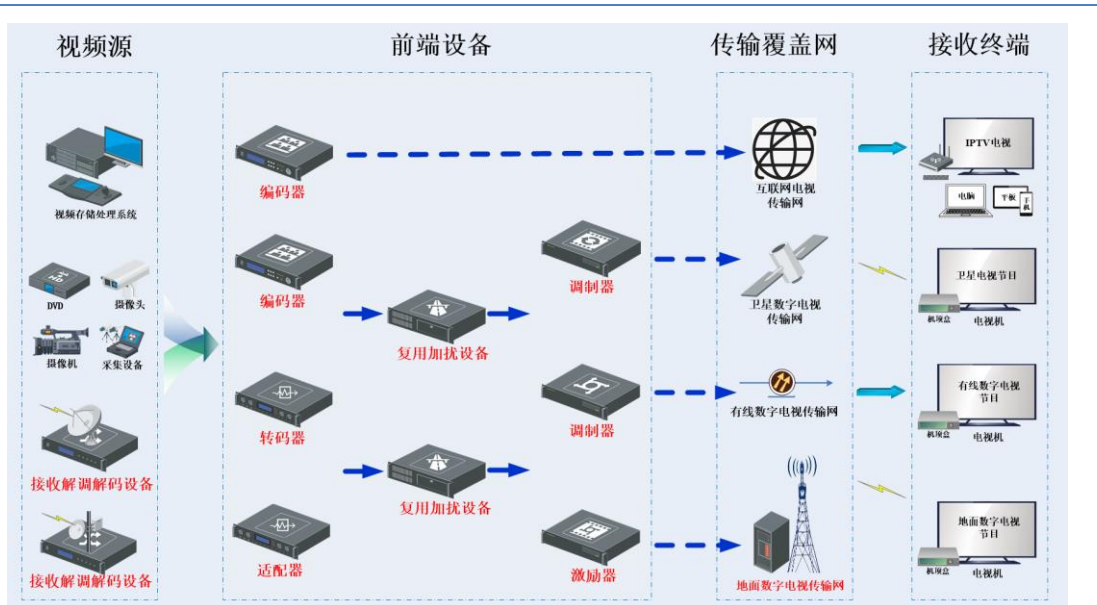 视频源
前端设备
传输覆盖网
接收终端
视频存储处理系统
DVD
HD
摄像头
摄像机
采集设备
接收解调解码设备
接收解调解码设备
编码器
编码器
转码器
适配器
复用加扰设备
复用加扰设备
调制器
调制器
激励器
互联网电视
传输网
卫星数字电视
传输网
有线数字电视传输网
地面数字电视传输网
IPTV电视
电脑
平板
手机
卫星电视节目
机顶盒
电视机
有线数字电视
节目
机顶盒
电视机
地面数字电视
节目
机顶盒
电视机